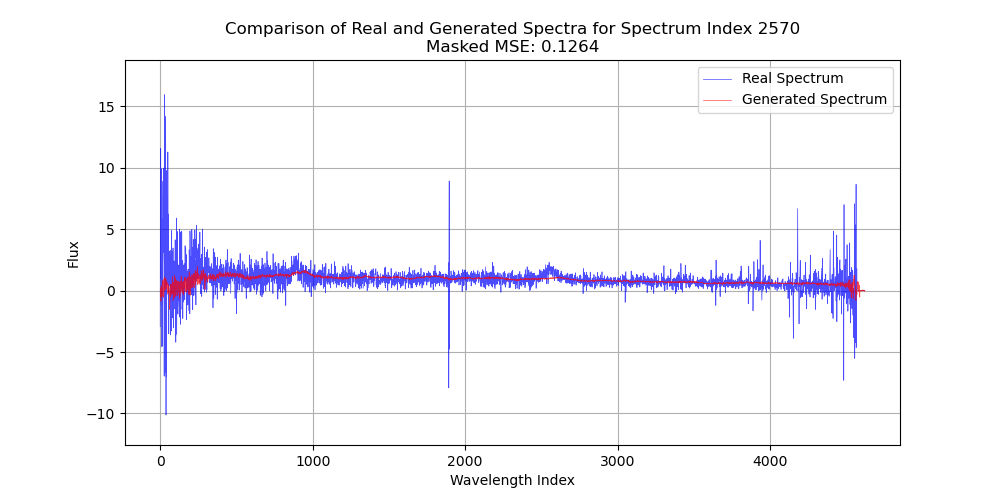 Comparison of Real and Generated Spectra for Spectrum Index 2570
Masked MSE: 0.1264
Real Spectrum
Generated Spectrum
15
10
5
0
−5
−10
Flux
0 1000 2000 3000 4000
Wavelength Index